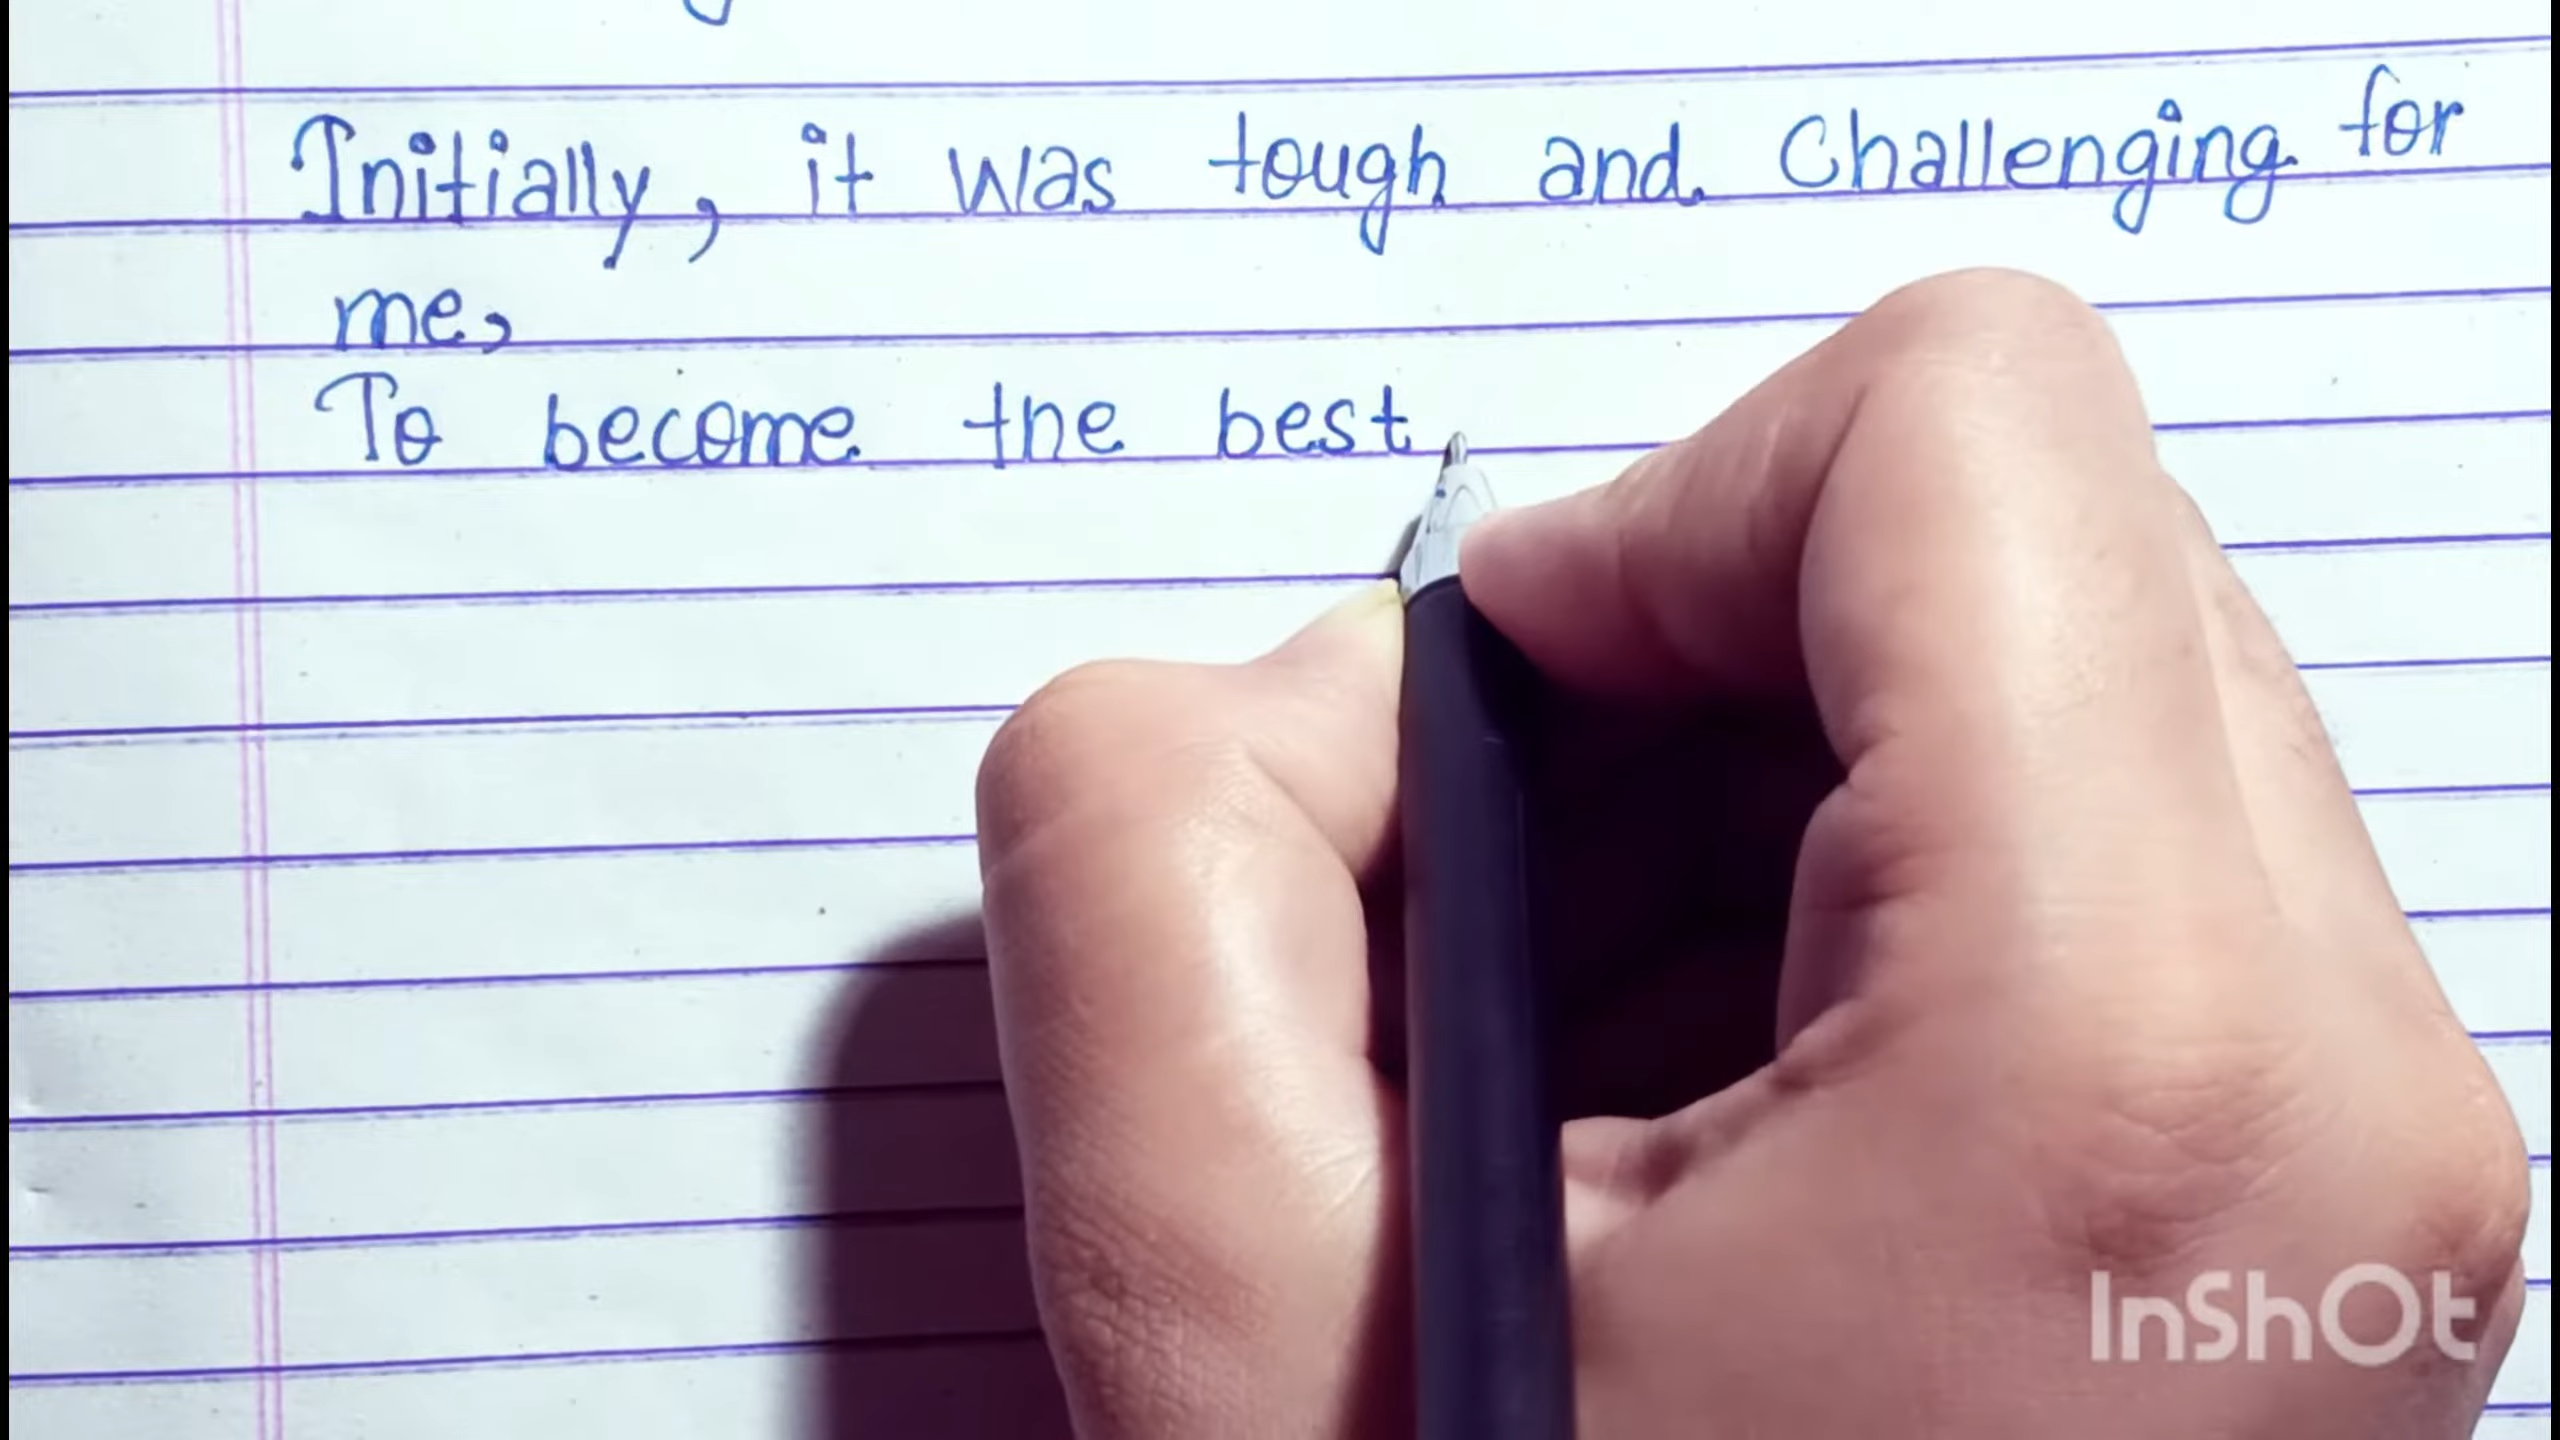 Initially, it was tough and Challenging for
me,
To become the best
InShOt